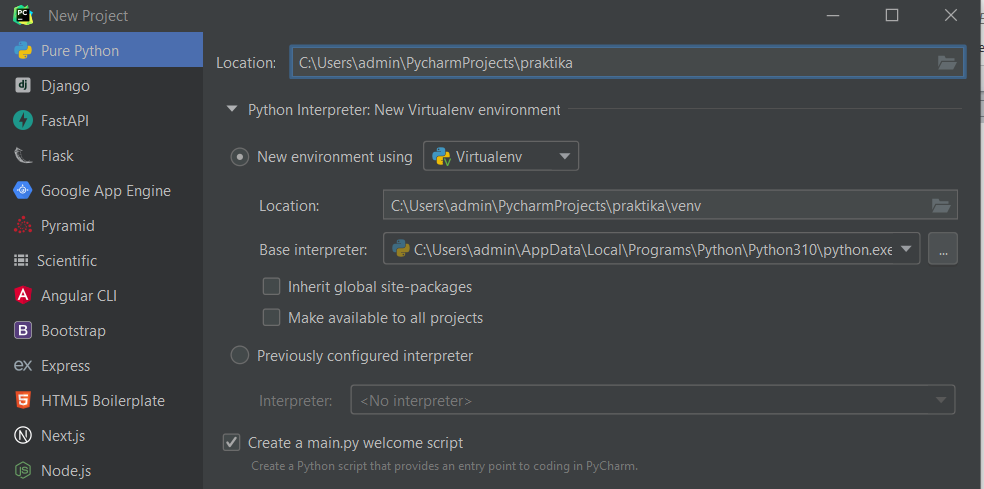 New Project
Pure Python
Django
FastAPI
Flask
Google App Engine
Pyramid
Scientific
Angular CLI
Bootstrap
Express
HTML5 Boilerplate
Next.js
Node.js
Location: C:\Users\admin\PycharmProjects\praktika
Python Interpreter: New Virtualenv environment
New environment using Virtualenv
Location: C:\Users\admin\PycharmProjects\praktika\venv
Base interpreter: C:\Users\admin\AppData\Local\Programs\Python\Python310\python.exe ...
Inherit global site-packages
Make available to all projects
Previously configured interpreter
Interpreter: <No interpreter>
Create a main.py welcome script
Create a Python script that provides an entry point to coding in PyCharm.